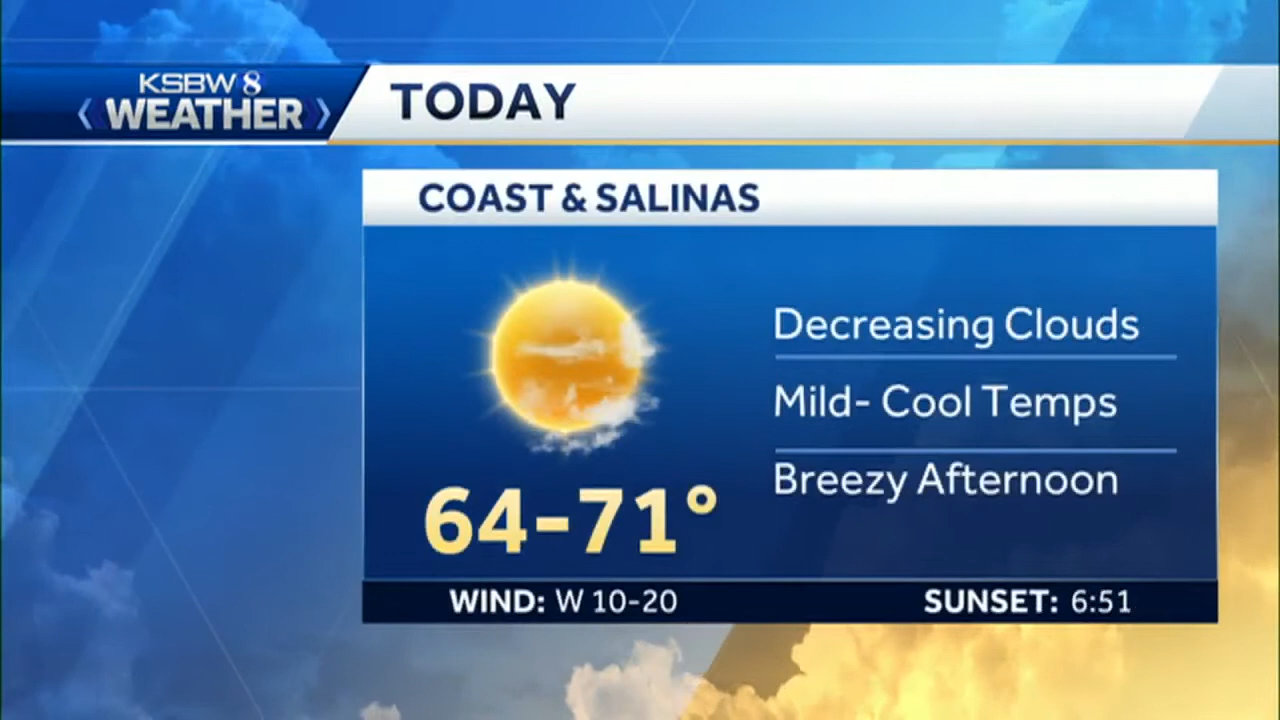 KSBW 8
WEATHER
TODAY
COAST & SALINAS
Decreasing Clouds
Mild- Cool Temps
Breezy Afternoon
64-71°
WIND: W 10-20
SUNSET: 6:51